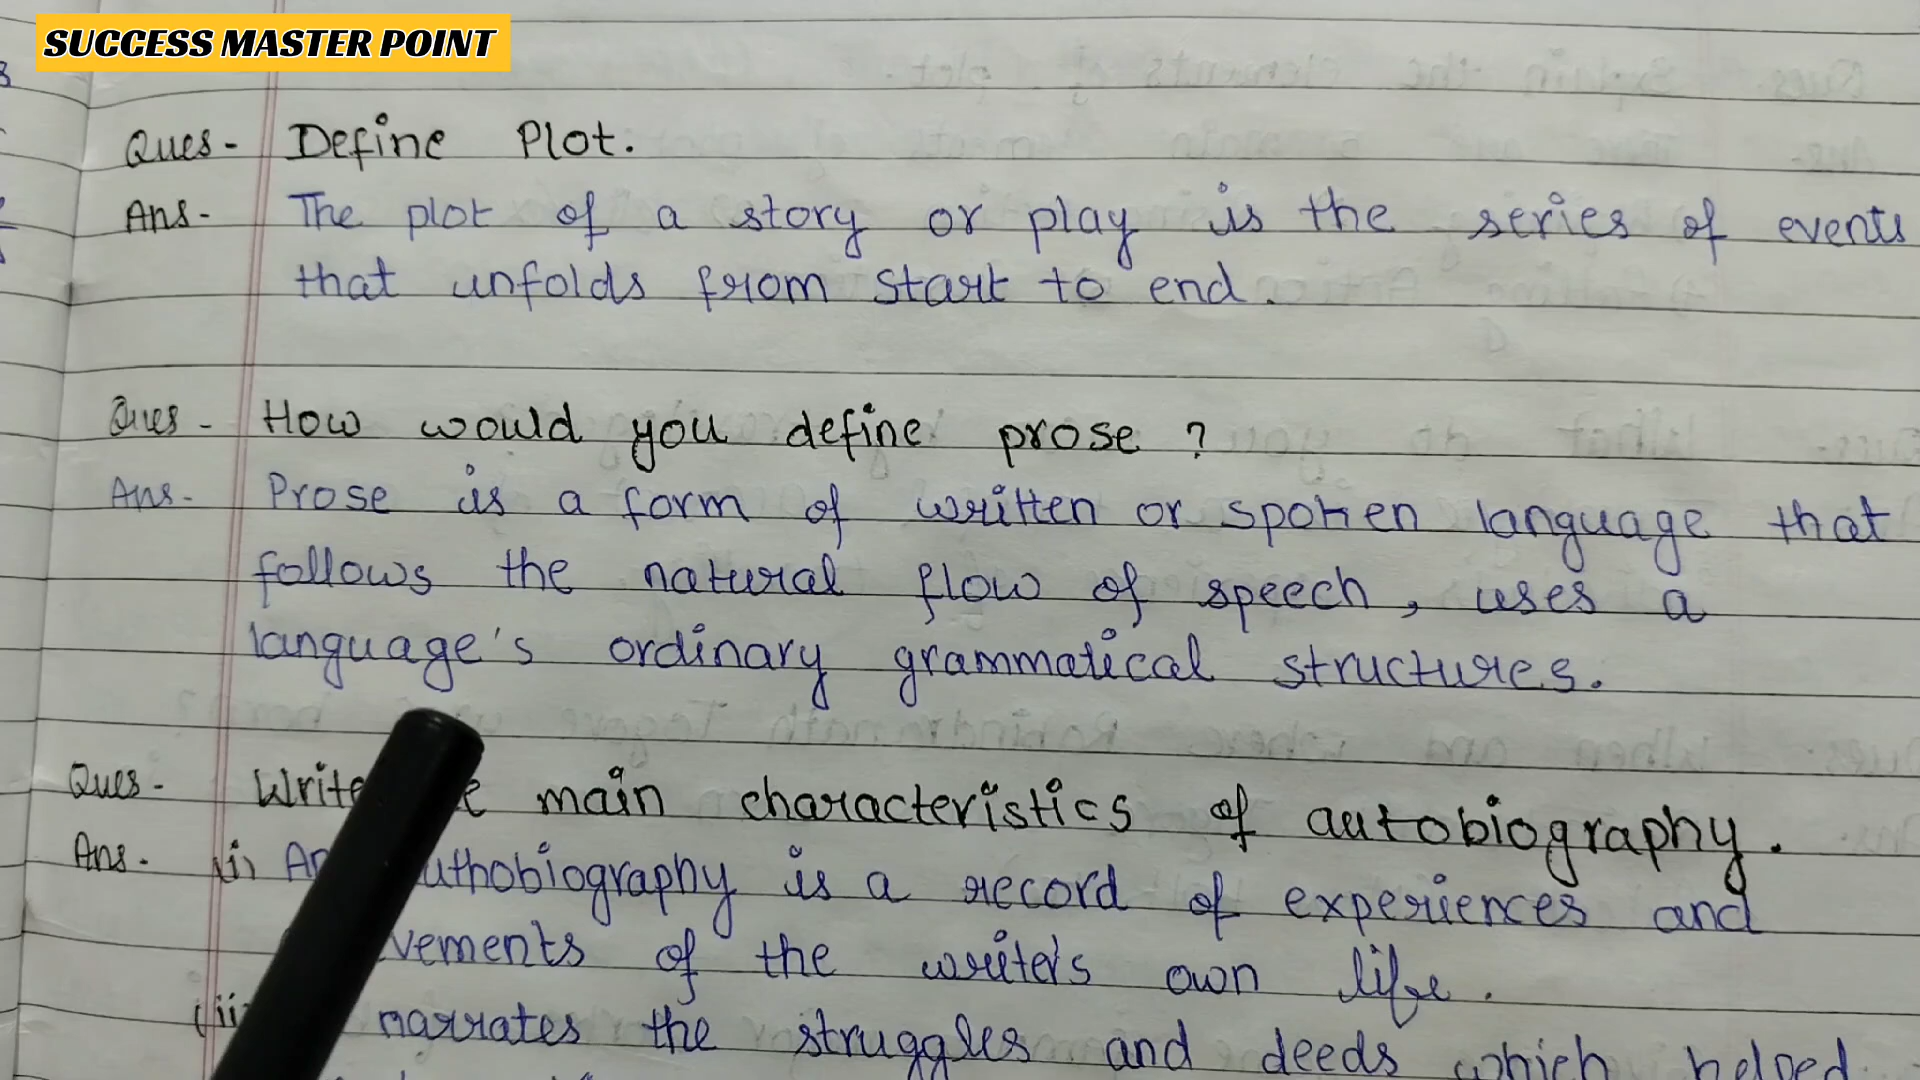 SUCCESS MASTER POINT
Ques- Define Plot.
Ans- The plot of a story or play is the series of events
that unfolds from start to end.
Ques- How would you define prose ?
Ans- Prose is a form of written or spoken language that
follows the natural flow of speech, uses a
language's ordinary grammatical structures.
Ques- Write main characteristics of autobiography.
Ans- (i) uthobiography is a record of experiences and
vements of the writer's own life.
(ii narrates the struggles and deeds which helped